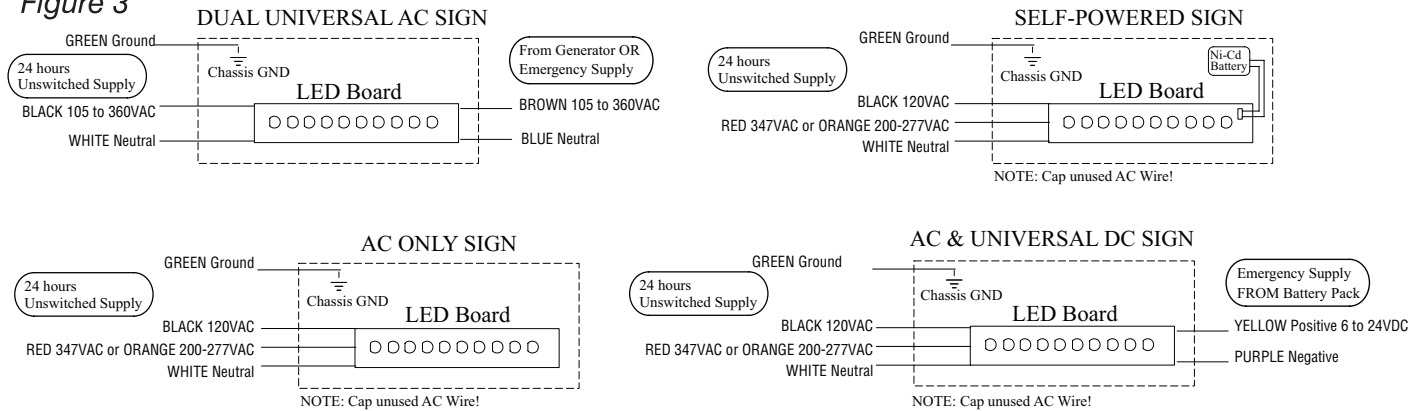 Figure 3
DUAL UNIVERSAL AC SIGN
GREEN Ground
24 hours
Unswitched Supply
Chassis GND
From Generator OR
Emergency Supply
LED Board
BLACK 105 to 360VAC
BROWN 105 to 360VAC
WHITE Neutral
BLUE Neutral
SELF-POWERED SIGN
GREEN Ground
24 hours
Unswitched Supply
Chassis GND
Ni-Cd
Battery
LED Board
BLACK 120VAC
RED 347VAC or ORANGE 200-277VAC
WHITE Neutral
NOTE: Cap unused AC Wire!
AC ONLY SIGN
GREEN Ground
24 hours
Unswitched Supply
Chassis GND
LED Board
BLACK 120VAC
RED 347VAC or ORANGE 200-277VAC
WHITE Neutral
NOTE: Cap unused AC Wire!
AC & UNIVERSAL DC SIGN
GREEN Ground
24 hours
Unswitched Supply
Chassis GND
Emergency Supply
FROM Battery Pack
LED Board
BLACK 120VAC
YELLOW Positive 6 to 24VDC
RED 347VAC or ORANGE 200-277VAC
PURPLE Negative
WHITE Neutral
NOTE: Cap unused AC Wire!